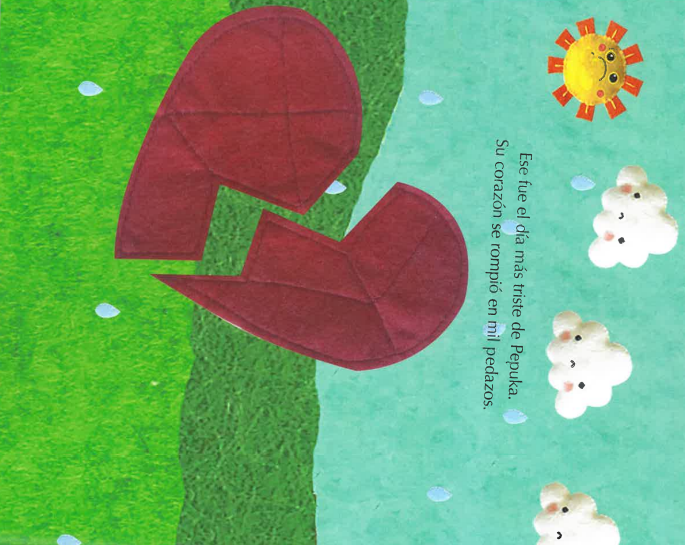 Ese fue el día más triste de Pepuka.
Su corazón se rompió en mil pedazos.